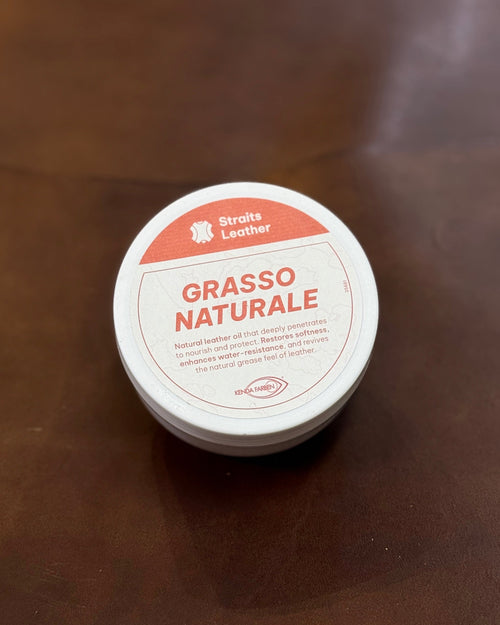 Straits
Leather
GRASSO
NATURALE
Natural leather oil that deeply penetrates
to nourish and protect. Restores softness,
enhances water-resistance, and revives
the natural grease feel of leather.
KENDA FARBEN